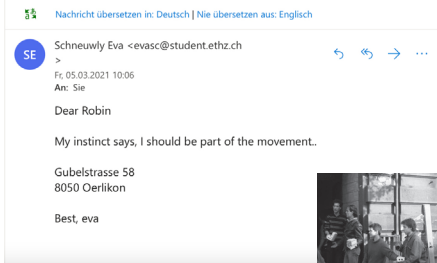 Nachricht übersetzen in: Deutsch | Nie übersetzen aus: Englisch
SE
Schneuwly Eva <evasc@student.ethz.ch
>
Fr, 05.03.2021 10:06
An: Sie
Dear Robin
My instinct says, I should be part of the movement..
Gubelstrasse 58
8050 Oerlikon
Best, eva